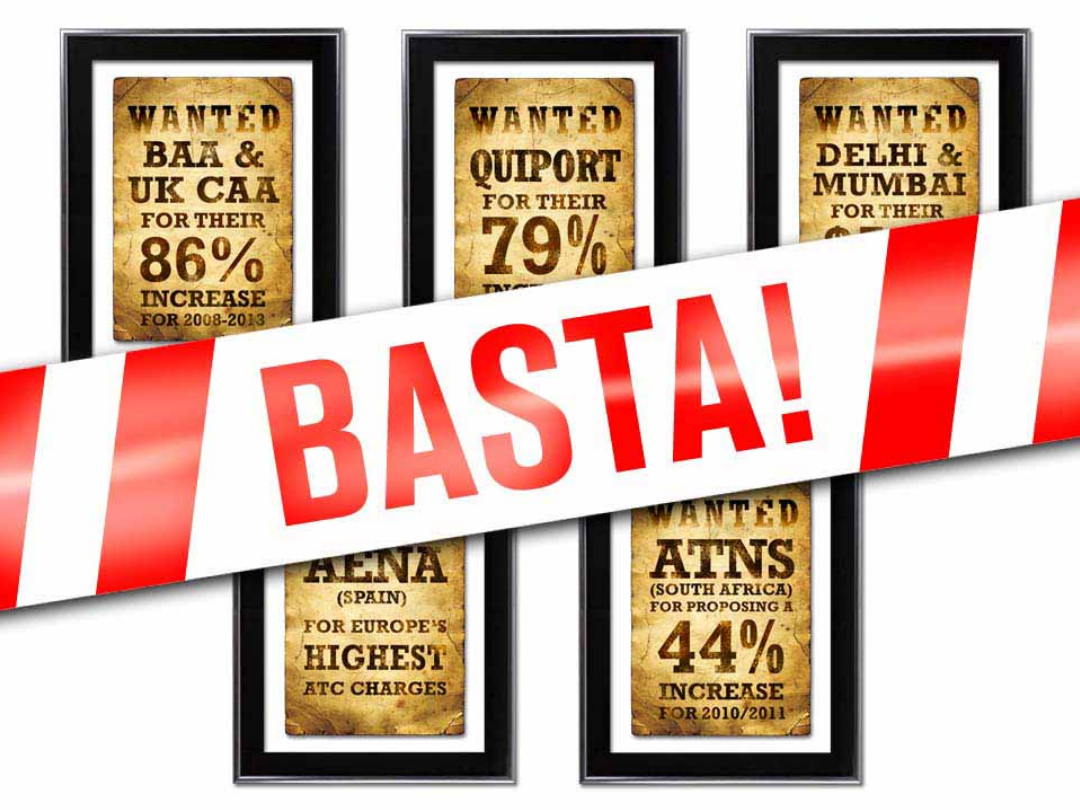 WANTED
BAA &
UK CAA
FOR THEIR
86%
INCREASE
FOR 2008-2013
WANTED
QUIPORT
FOR THEIR
79%
WANTED
DELHI &
MUMBAI
FOR THEIR
BASTA!
AENA
(SPAIN)
FOR EUROPE'S
HIGHEST
ATC CHARGES
WANTED
ATNS
(SOUTH AFRICA)
FOR PROPOSING A
44%
INCREASE
FOR 2010/2011